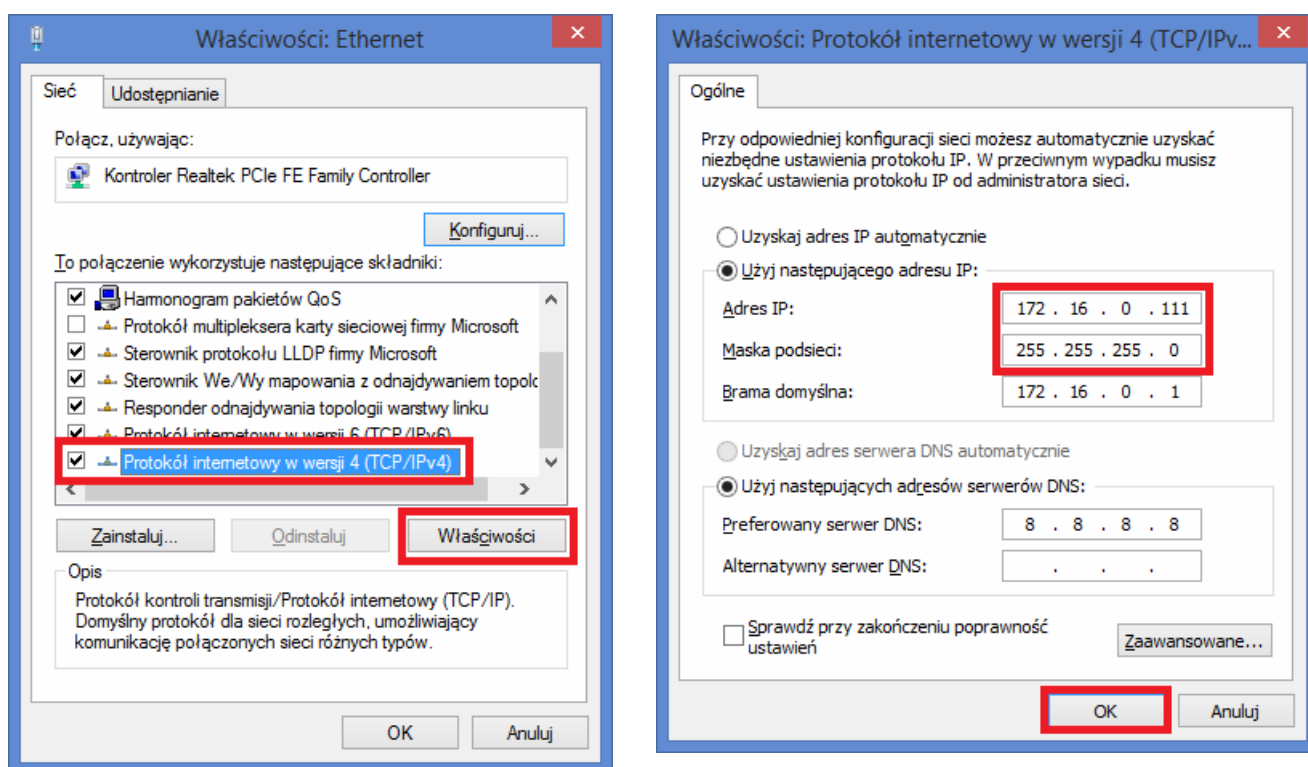 Właściwości: Ethernet
Sieć
Udostępnianie
Połącz, używając:
Kontroler Realtek PCIe FE Family Controller
Konfiguruj...
To połączenie wykorzystuje następujące składniki:
Harmonogram pakietów QoS
Protokół multipleksera karty sieciowej firmy Microsoft
Sterownik protokołu LLDP firmy Microsoft
Sterownik We/Wy mapowania z odnajdywaniem topolc
Responder odnajdywania topologii warstwy linku
Protokół internetowy w wersji 6 (TCP/IPv6)
Protokół internetowy w wersji 4 (TCP/IPv4)
Zainstaluj...
Odinstaluj
Właściwości
Opis
Protokół kontroli transmisji/Protokół internetowy (TCP/IP).
Domyślny protokół dla sieci rozległych, umożliwiający
komunikację połączonych sieci różnych typów.
OK
Anuluj
Właściwości: Protokół internetowy w wersji 4 (TCP/IPv...
Ogólne
Przy odpowiedniej konfiguracji sieci możesz automatycznie uzyskać
niezbędne ustawienia protokołu IP. W przeciwnym wypadku musisz
uzyskać ustawienia protokołu IP od administratora sieci.
Uzyskaj adres IP automatycznie
Użyj następującego adresu IP:
Adres IP:
172 . 16 . 0 . 111
Maska podsieci:
255 . 255 . 255 . 0
Brama domyślna:
172 . 16 . 0 . 1
Uzyskaj adres serwera DNS automatycznie
Użyj następujących adresów serwerów DNS:
Preferowany serwer DNS:
8 . 8 . 8 . 8
Alternatywny serwer DNS:
. . .
Sprawdź przy zakończeniu poprawność
ustawień
Zaawansowane...
OK
Anuluj